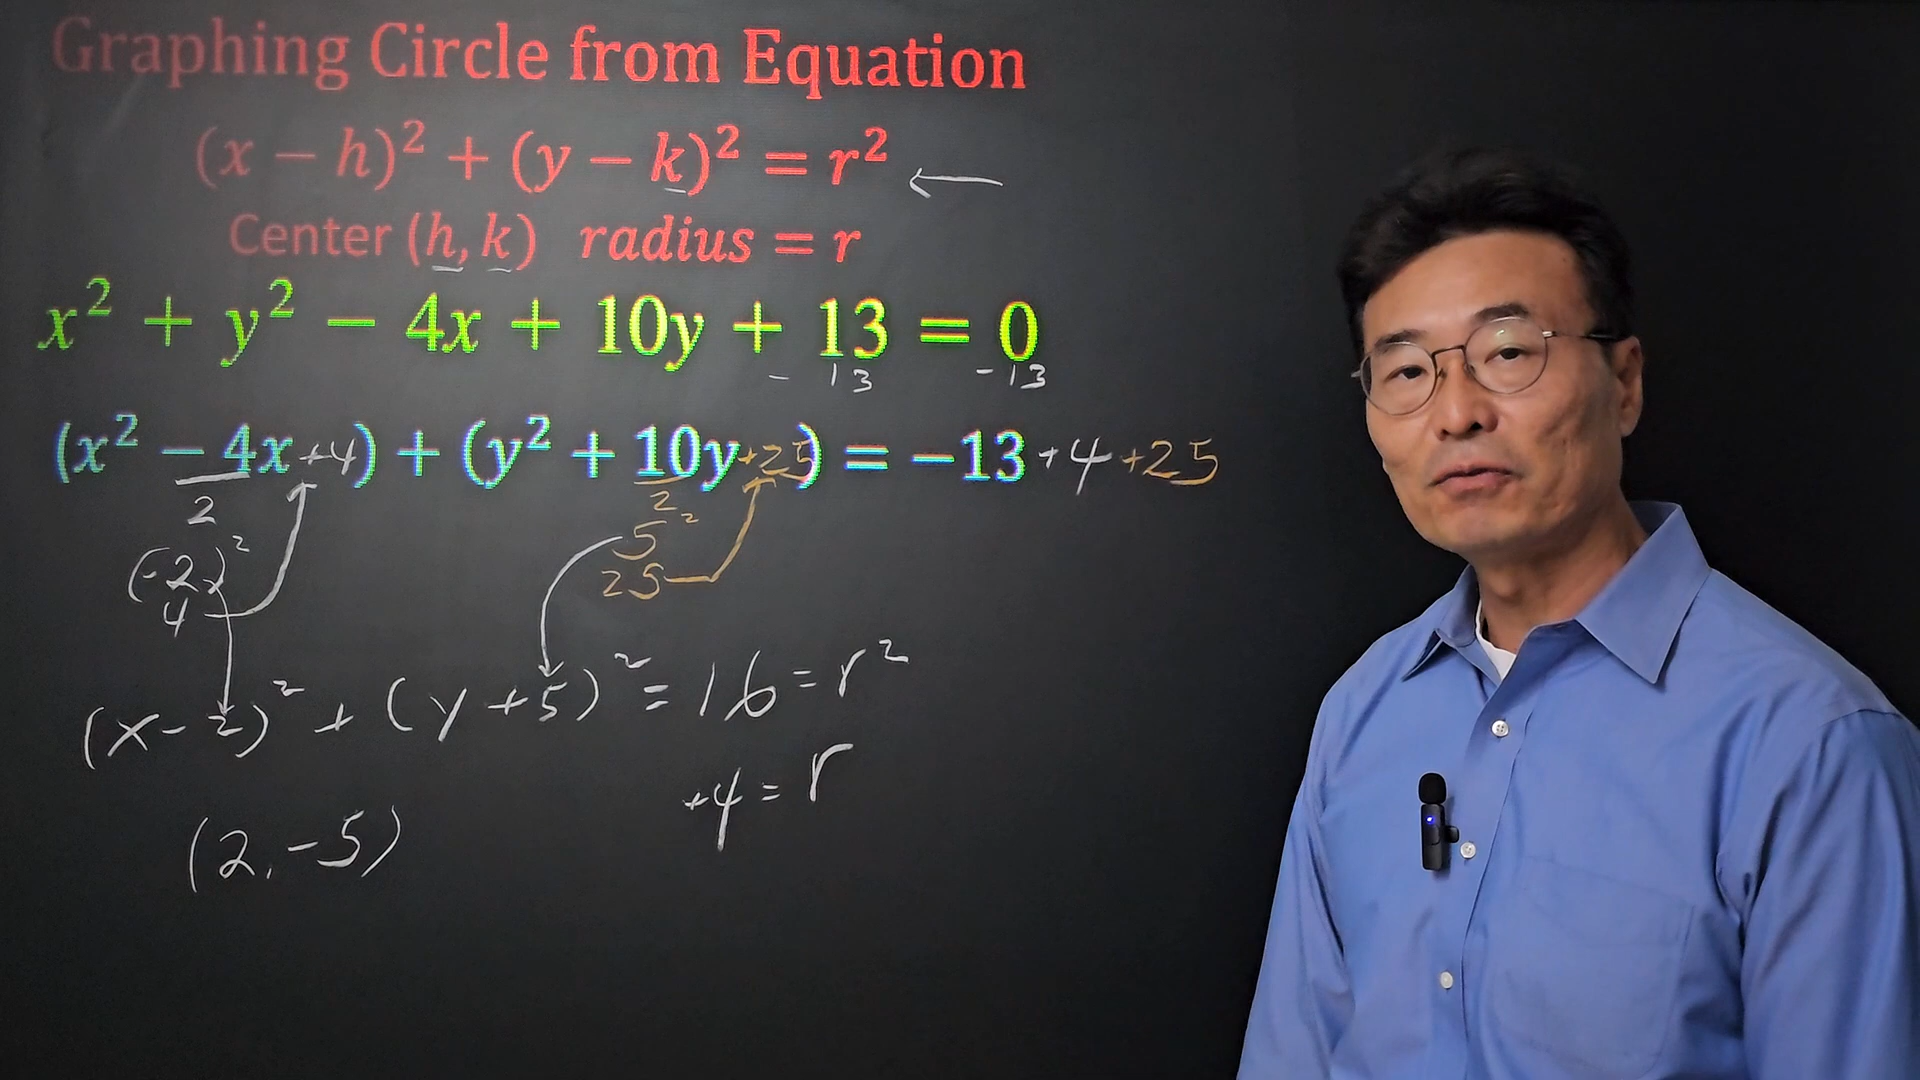 Graphing Circle from Equation
(x − h)² + (y − k)² = r² ←
Center (h, k) radius = r
x² + y² − 4x + 10y + 13 = 0
− 13 −13
(x² − 4x +4) + (y² + 10y +25) = −13 +4 +25
2 2
(-2)² 5²
4 25
(x − 2)² + (y + 5)² = 16 = r²
+4 = r
(2, −5)